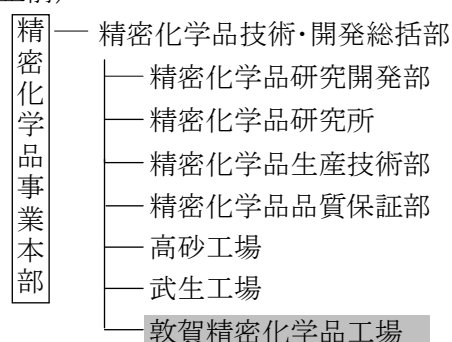 精密化学品事業本部
精密化学品技術・開発総括部
精密化学品研究開発部
精密化学品研究所
精密化学品生産技術部
精密化学品品質保証部
高砂工場
武生工場
敦賀精密化学品工場